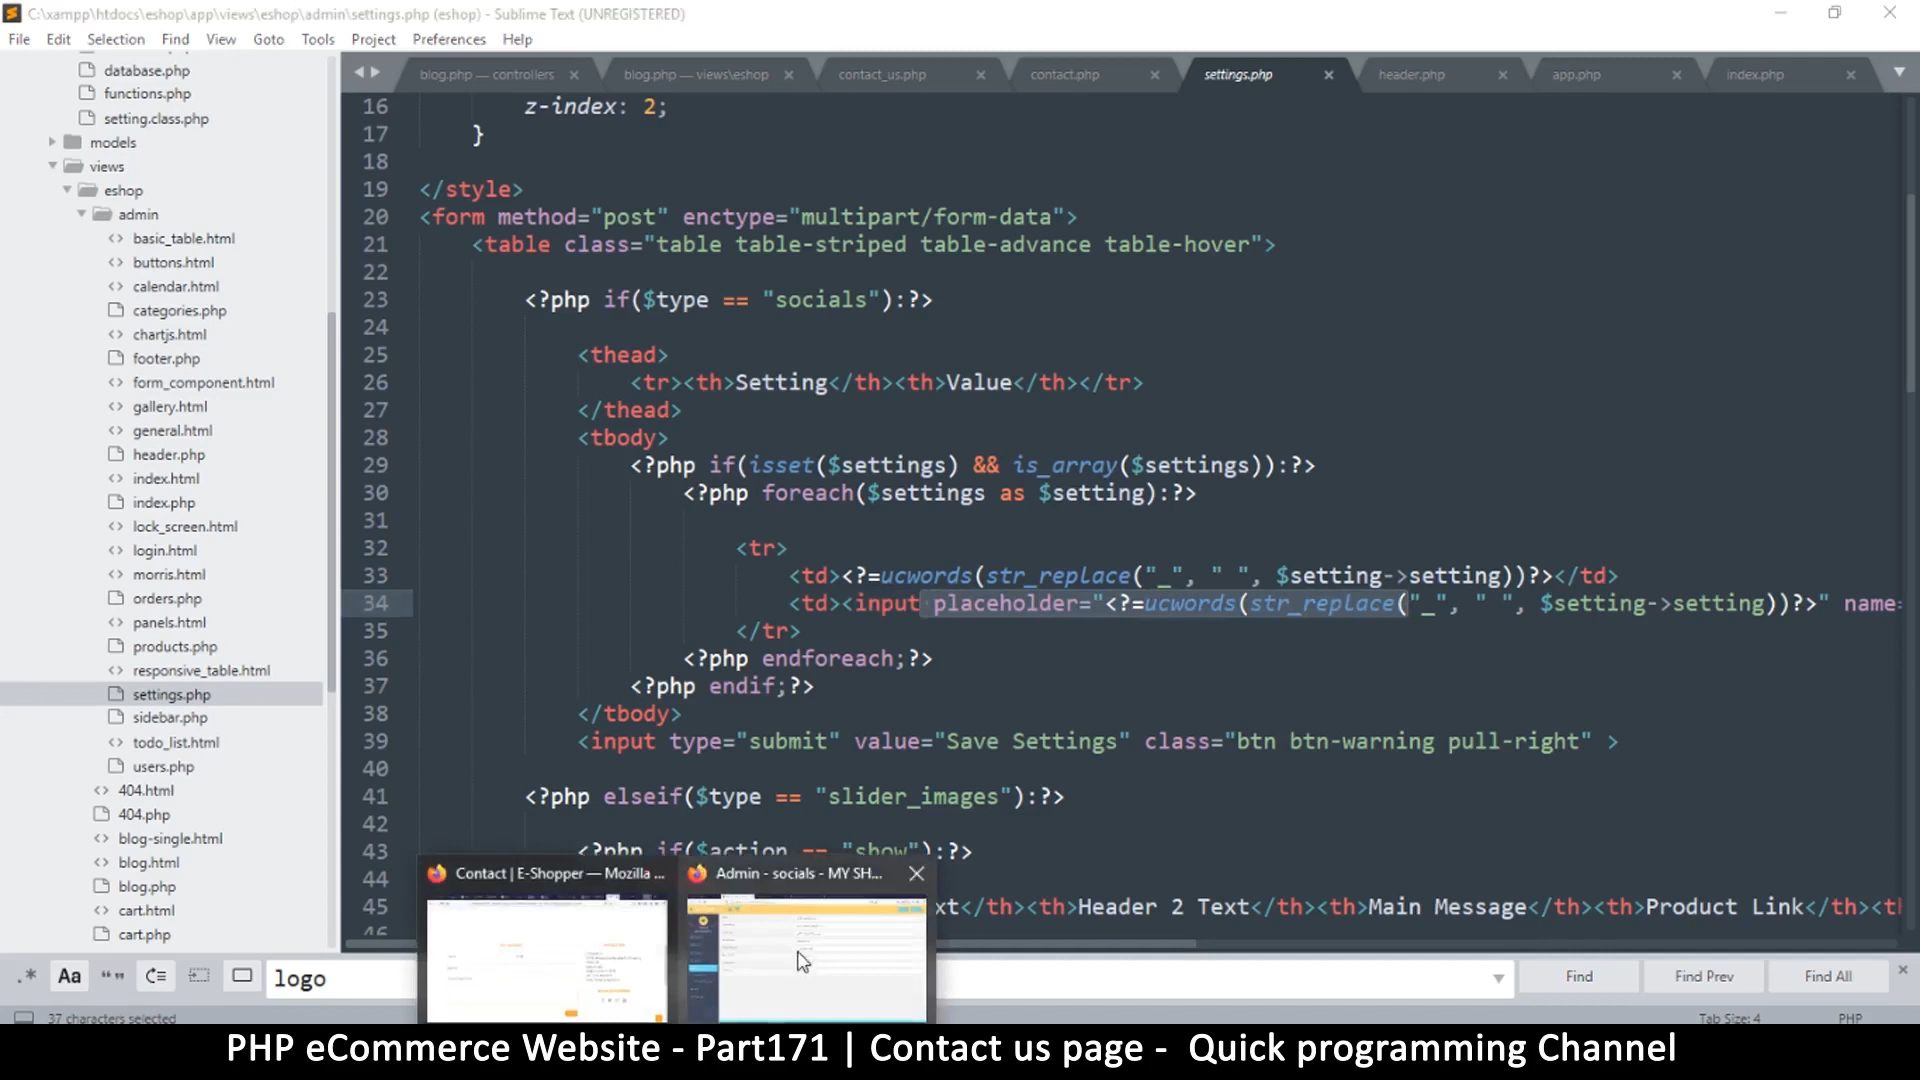 C:\xampp\htdocs\eshop\app\views\eshop\admin\settings.php (eshop) - Sublime Text (UNREGISTERED)
File Edit Selection Find View Goto Tools Project Preferences Help
database.php
functions.php
setting.class.php
models
views
eshop
admin
basic_table.html
buttons.html
calendar.html
categories.php
chartjs.html
footer.php
form_component.html
gallery.html
general.html
header.php
index.html
index.php
lock_screen.html
login.html
morris.html
orders.php
panels.html
products.php
responsive_table.html
settings.php
sidebar.php
todo_list.html
users.php
404.html
404.php
blog-single.html
blog.html
blog.php
cart.html
cart.php
blog.php — controllers blog.php — views\eshop contact_us.php contact.php settings.php header.php app.php index.php
16 z-index: 2;
17 }
18
19 </style>
20 <form method="post" enctype="multipart/form-data">
21 <table class="table table-striped table-advance table-hover">
22
23 <?php if($type == "socials"):?>
24
25 <thead>
26 <tr><th>Setting</th><th>Value</th></tr>
27 </thead>
28 <tbody>
29 <?php if(isset($settings) && is_array($settings)):?>
30 <?php foreach($settings as $setting):?>
31
32 <tr>
33 <td><?=ucwords(str_replace("_", " ", $setting->setting))?></td>
34 <td><input placeholder="<?=ucwords(str_replace("_", " ", $setting->setting))?>" name=
35 </tr>
36 <?php endforeach;?>
37 <?php endif;?>
38 </tbody>
39 <input type="submit" value="Save Settings" class="btn btn-warning pull-right" >
40
41 <?php elseif($type == "slider_images"):?>
42
43 <?php if($action == "show"):?>
44
45 xt</th><th>Header 2 Text</th><th>Main Message</th><th>Product Link</th><th
46
Contact | E-Shopper — Mozilla ...
Admin - socials - MY SH...
.* Aa “ ” logo Find Find Prev Find All
37 characters selected Tab Size: 4 PHP
PHP eCommerce Website - Part171 | Contact us page - Quick programming Channel